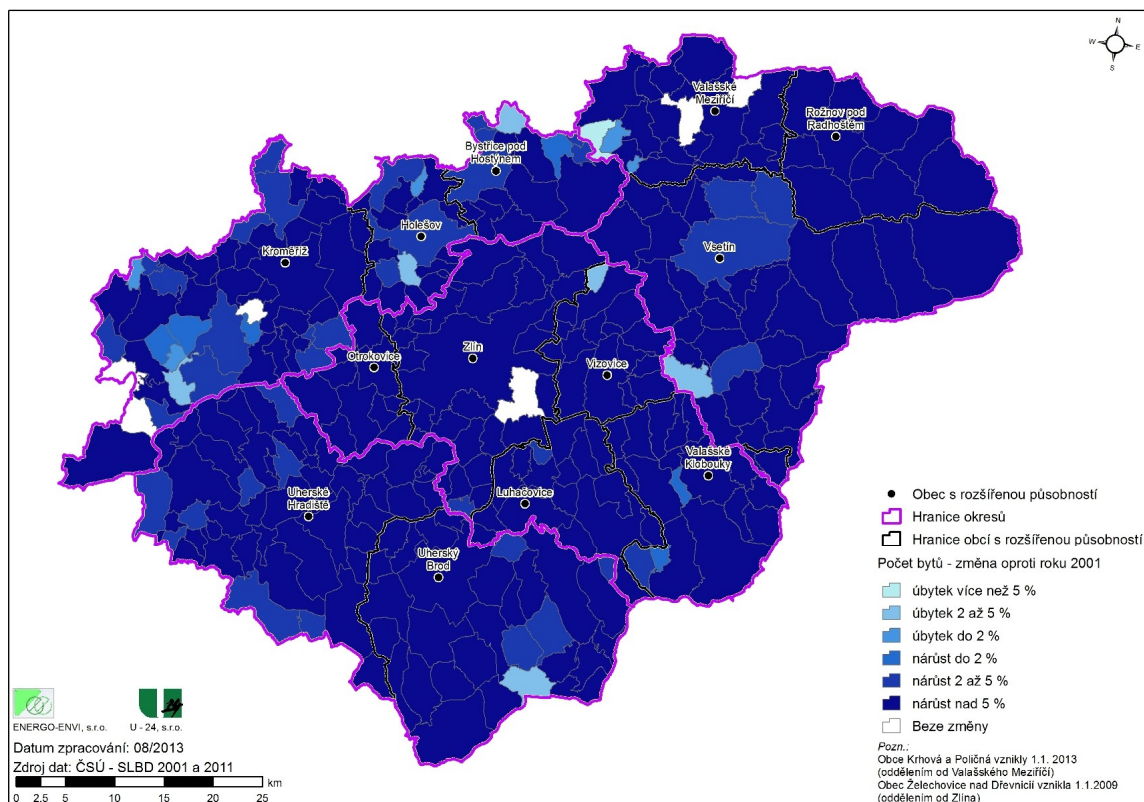 N
W
E
S
Valašské
Meziříčí
Rožnov pod
Radhoštěm
Bystřice pod
Hostýnem
Holešov
Kroměříž
Vsetín
Zlín
Otrokovice
Vizovice
Valašské
Klobouky
Luhačovice
Uherské
Hradiště
Uherský
Brod
Obec s rozšířenou působností
Hranice okresů
Hranice obcí s rozšířenou působností
Počet bytů - změna oproti roku 2001
úbytek více než 5 %
úbytek 2 až 5 %
úbytek do 2 %
nárůst do 2 %
nárůst 2 až 5 %
nárůst nad 5 %
Beze změny
Pozn.:
Obce Krhová a Poličná vznikly 1.1. 2013
(oddělením od Valašského Meziříčí)
Obec Želechovice nad Dřevnicí vznikla 1.1.2009
(oddělením od Zlína)
ENERGO-ENVI, s.r.o. U - 24, s.r.o.
Datum zpracování: 08/2013
Zdroj dat: ČSÚ - SLBD 2001 a 2011
km
0 2,5 5 10 15 20 25